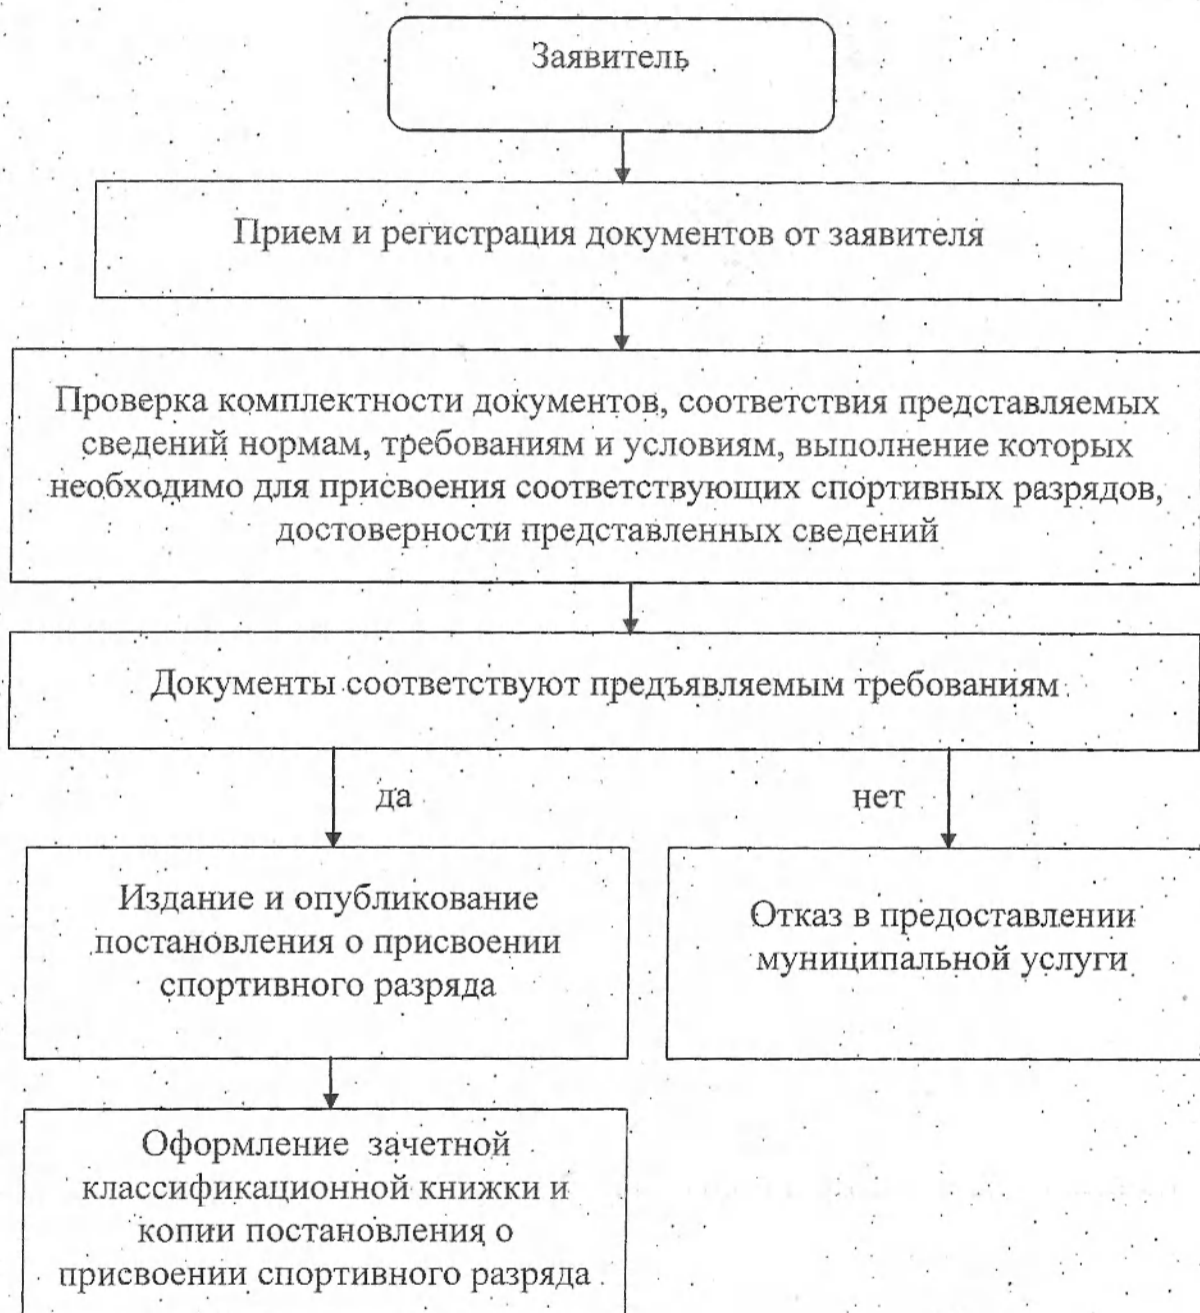 Заявитель
Прием и регистрация документов от заявителя
Проверка комплектности документов, соответствия представляемых
сведений нормам, требованиям и условиям, выполнение которых
необходимо для присвоения соответствующих спортивных разрядов,
достоверности представленных сведений
Документы соответствуют предъявляемым требованиям
да
нет
Издание и опубликование
постановления о присвоении
спортивного разряда
Отказ в предоставлении
муниципальной услуги
Оформление зачетной
классификационной книжки и
копии постановления о
присвоении спортивного разряда